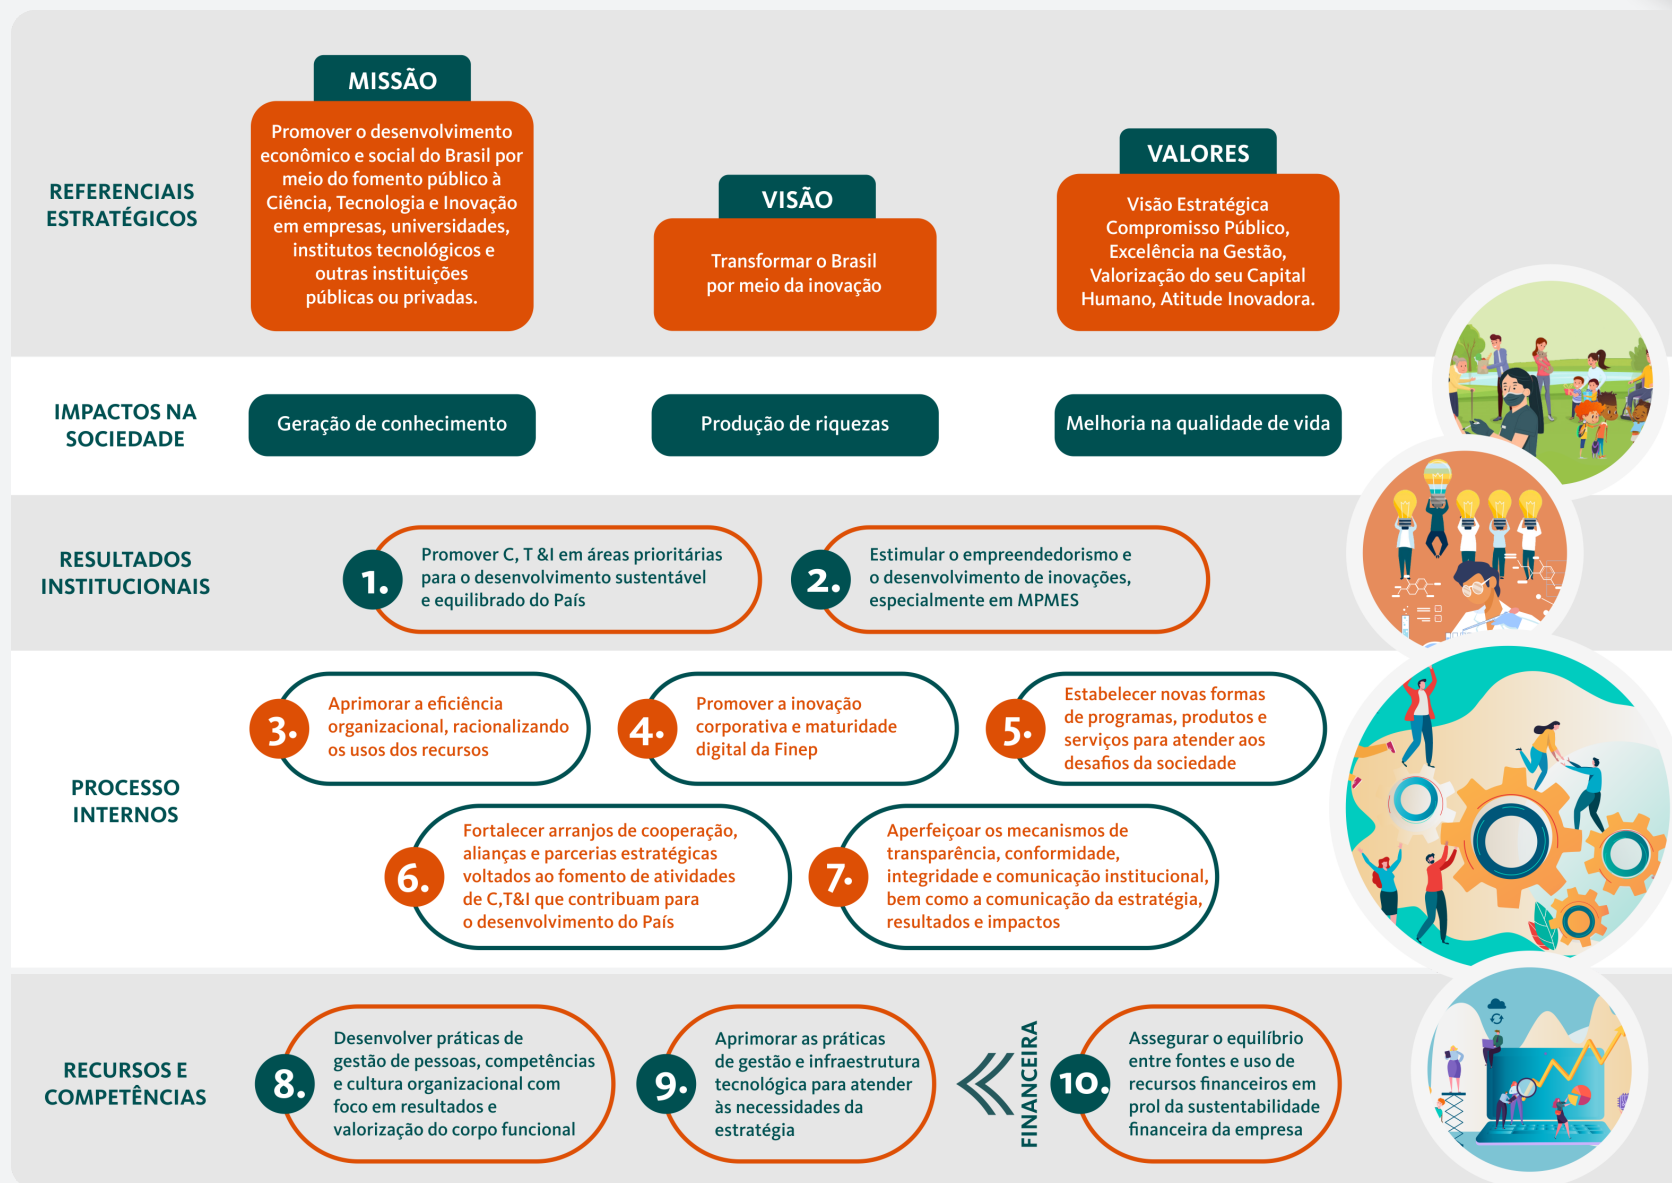 REFERENCIAIS
ESTRATÉGICOS
MISSÃO
Promover o desenvolvimento
econômico e social do Brasil por
meio do fomento público à
Ciência, Tecnologia e Inovação
em empresas, universidades,
institutos tecnológicos e
outras instituições
públicas ou privadas.
VISÃO
Transformar o Brasil
por meio da inovação
VALORES
Visão Estratégica
Compromisso Público,
Excelência na Gestão,
Valorização do seu Capital
Humano, Atitude Inovadora.
IMPACTOS NA
SOCIEDADE
Geração de conhecimento
Produção de riquezas
Melhoria na qualidade de vida
RESULTADOS
INSTITUCIONAIS
1.
Promover C, T &I em áreas prioritárias
para o desenvolvimento sustentável
e equilibrado do País
2.
Estimular o empreendedorismo e
o desenvolvimento de inovações,
especialmente em MPMES
PROCESSO
INTERNOS
3.
Aprimorar a eficiência
organizacional, racionalizando
os usos dos recursos
4.
Promover a inovação
corporativa e maturidade
digital da Finep
5.
Estabelecer novas formas
de programas, produtos e
serviços para atender aos
desafios da sociedade
6.
Fortalecer arranjos de cooperação,
alianças e parcerias estratégicas
voltados ao fomento de atividades
de C,T&I que contribuam para
o desenvolvimento do País
7.
Aperfeiçoar os mecanismos de
transparência, conformidade,
integridade e comunicação institucional,
bem como a comunicação da estratégia,
resultados e impactos
RECURSOS E
COMPETÊNCIAS
8.
Desenvolver práticas de
gestão de pessoas, competências
e cultura organizacional com
foco em resultados e
valorização do corpo funcional
9.
Aprimorar as práticas
de gestão e infraestrutura
tecnológica para atender
às necessidades da
estratégia
FINANCEIRA
10.
Assegurar o equilíbrio
entre fontes e uso de
recursos financeiros em
prol da sustentabilidade
financeira da empresa